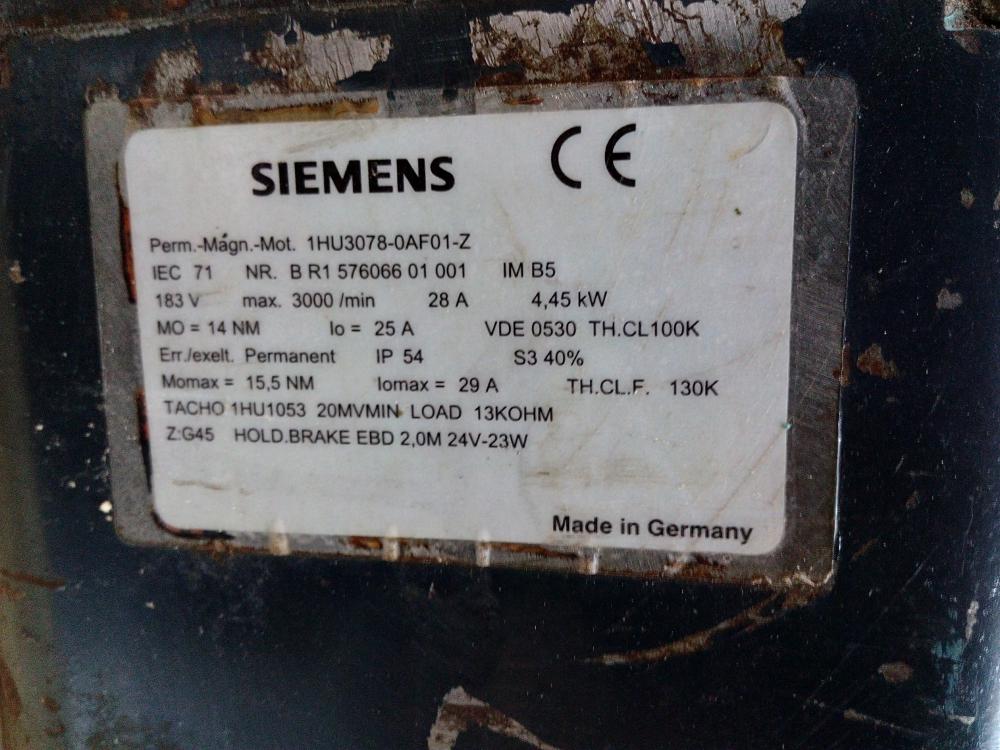 SIEMENS CE
Perm.-Magn.-Mot. 1HU3078-0AF01-Z
IEC 71 NR. B R1 576066 01 001 IM B5
183 V max. 3000 /min 28 A 4,45 kW
MO = 14 NM Io = 25 A VDE 0530 TH.CL100K
Err./exelt. Permanent IP 54 S3 40%
Momax = 15,5 NM Iomax = 29 A TH.CL.F. 130K
TACHO 1HU1053 20MVMIN LOAD 13KOHM
Z:G45 HOLD.BRAKE EBD 2,0M 24V-23W
Made in Germany